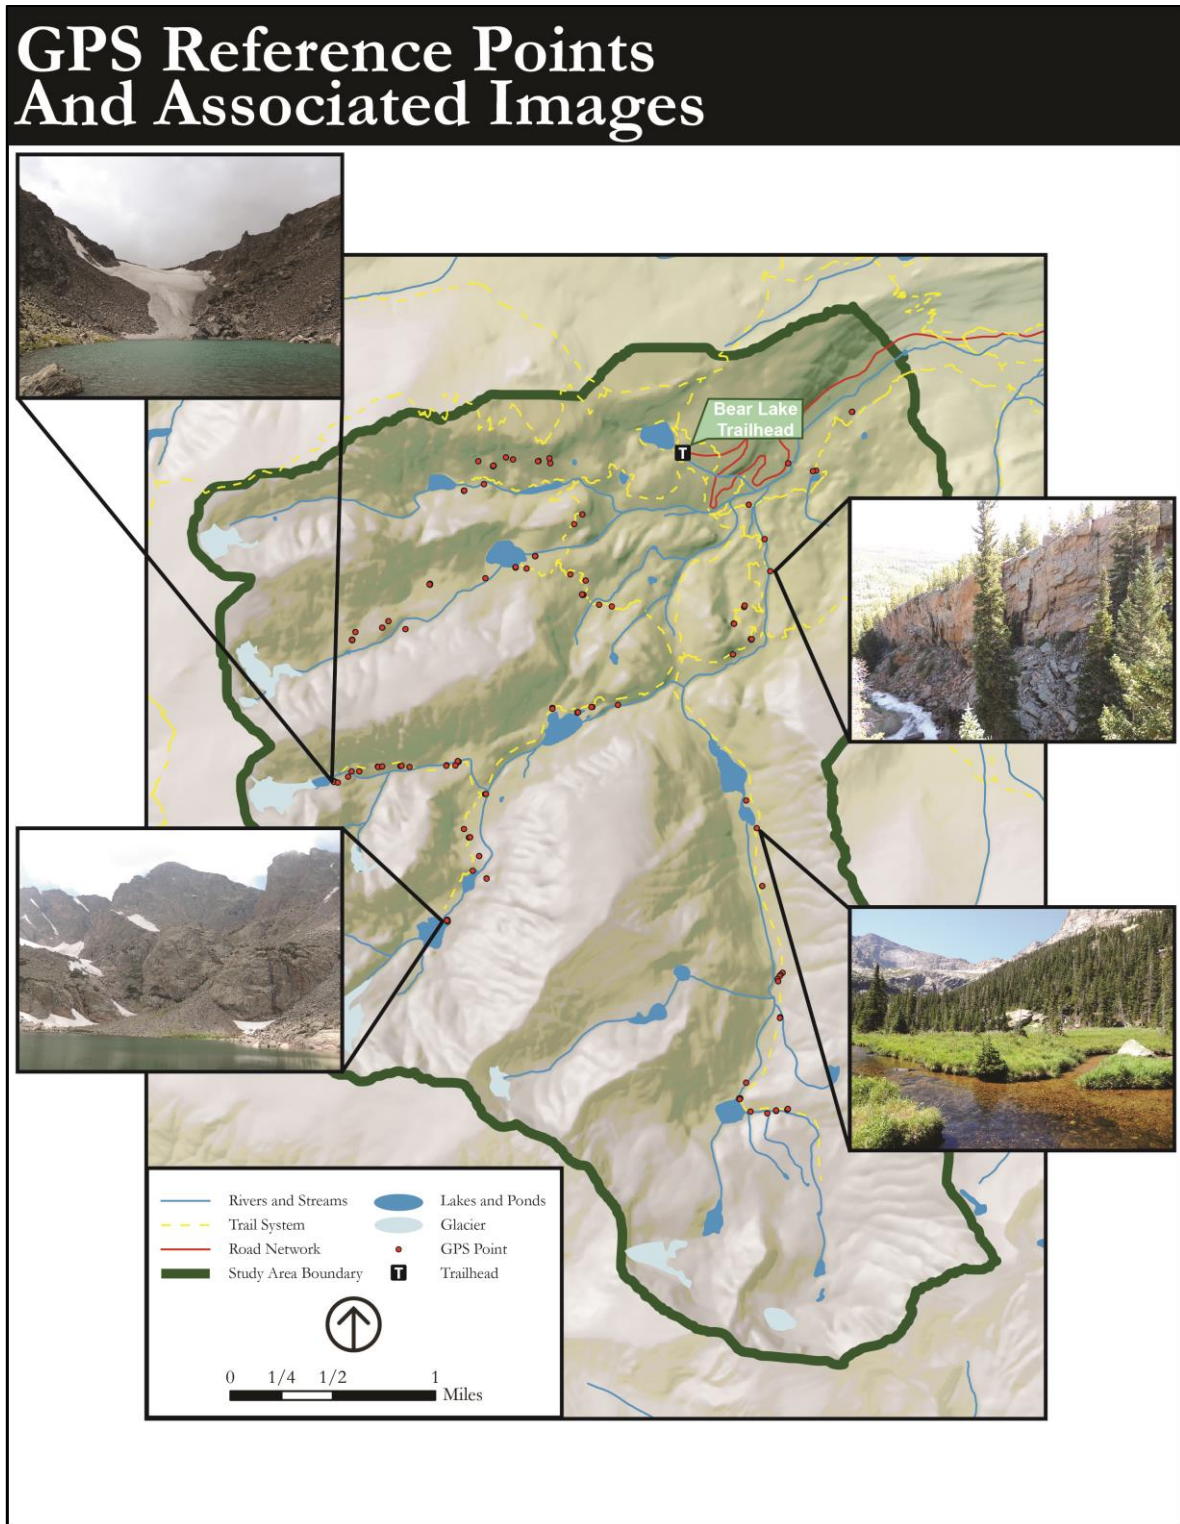 GPS Reference Points
And Associated Images
Bear Lake
Trailhead
T
Rivers and Streams
Lakes and Ponds
Trail System
Glacier
Road Network
GPS Point
Study Area Boundary
T
Trailhead
0 1/4 1/2 1
Miles